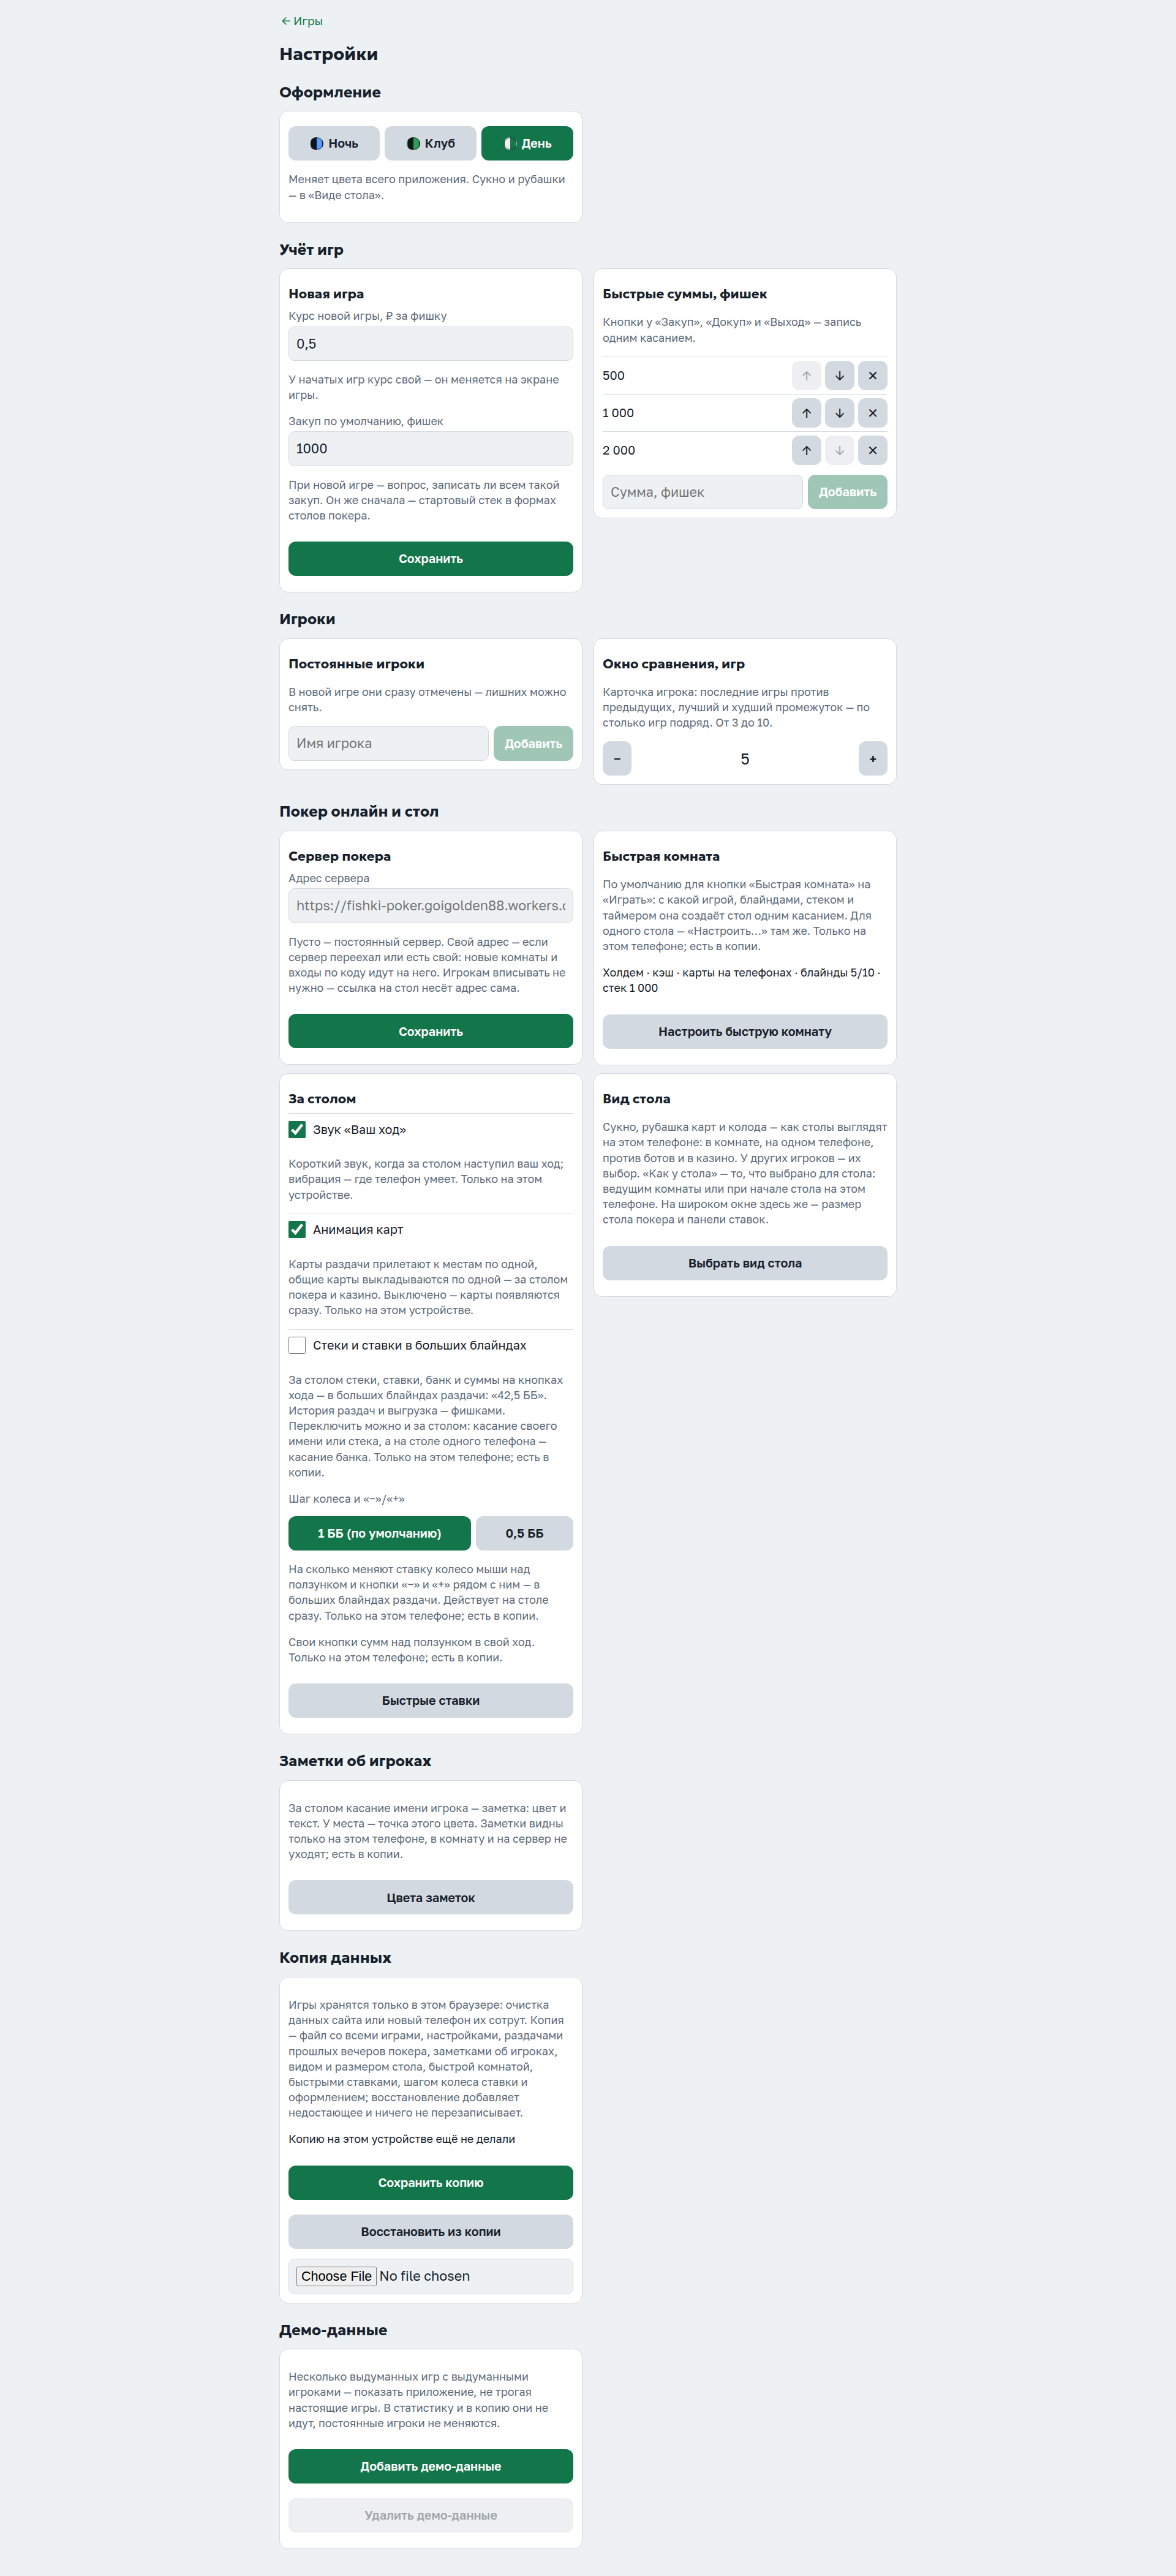 ← Игры
Настройки
Оформление
Ночь
Клуб
День
Меняет цвета всего приложения. Сукно и рубашки
— в «Виде стола».
Учёт игр
Новая игра
Курс новой игры, ₽ за фишку
0,5
У начатых игр курс свой — он меняется на экране
игры.
Закуп по умолчанию, фишек
1000
При новой игре — вопрос, записать ли всем такой
закуп. Он же сначала — стартовый стек в формах
столов покера.
Сохранить
Быстрые суммы, фишек
Кнопки у «Закуп», «Докуп» и «Выход» — запись
одним касанием.
500 ↑ ↓ ✕
1 000 ↑ ↓ ✕
2 000 ↑ ↓ ✕
Сумма, фишек
Добавить
Игроки
Постоянные игроки
В новой игре они сразу отмечены — лишних можно
снять.
Имя игрока
Добавить
Окно сравнения, игр
Карточка игрока: последние игры против
предыдущих, лучший и худший промежуток — по
столько игр подряд. От 3 до 10.
− 5 +
Покер онлайн и стол
Сервер покера
Адрес сервера
https://fishki-poker.goigolden88.workers.d
Пусто — постоянный сервер. Свой адрес — если
сервер переехал или есть свой: новые комнаты и
входы по коду идут на него. Игрокам вписывать не
нужно — ссылка на стол несёт адрес сама.
Сохранить
Быстрая комната
По умолчанию для кнопки «Быстрая комната» на
«Играть»: с какой игрой, блайндами, стеком и
таймером она создаёт стол одним касанием. Для
одного стола — «Настроить…» там же. Только на
этом телефоне; есть в копии.
Холдем · кэш · карты на телефонах · блайнды 5/10 ·
стек 1 000
Настроить быструю комнату
За столом
Звук «Ваш ход»
Короткий звук, когда за столом наступил ваш ход;
вибрация — где телефон умеет. Только на этом
устройстве.
Анимация карт
Карты раздачи прилетают к местам по одной,
общие карты выкладываются по одной — за столом
покера и казино. Выключено — карты появляются
сразу. Только на этом устройстве.
Стеки и ставки в больших блайндах
За столом стеки, ставки, банк и суммы на кнопках
хода — в больших блайндах раздачи: «42,5 ББ».
История раздач и выгрузка — фишками.
Переключить можно и за столом: касание своего
имени или стека, а на столе одного телефона —
касание банка. Только на этом телефоне; есть в
копии.
Шаг колеса и «−»/«+»
1 ББ (по умолчанию)
0,5 ББ
На сколько меняют ставку колесо мыши над
ползунком и кнопки «−» и «+» рядом с ним — в
больших блайндах раздачи. Действует на столе
сразу. Только на этом телефоне; есть в копии.
Свои кнопки сумм над ползунком в свой ход.
Только на этом телефоне; есть в копии.
Быстрые ставки
Вид стола
Сукно, рубашка карт и колода — как столы выглядят
на этом телефоне: в комнате, на одном телефоне,
против ботов и в казино. У других игроков — их
выбор. «Как у стола» — то, что выбрано для стола:
ведущим комнаты или при начале стола на этом
телефоне. На широком окне здесь же — размер
стола покера и панели ставок.
Выбрать вид стола
Заметки об игроках
За столом касание имени игрока — заметка: цвет и
текст. У места — точка этого цвета. Заметки видны
только на этом телефоне, в комнату и на сервер не
уходят; есть в копии.
Цвета заметок
Копия данных
Игры хранятся только в этом браузере: очистка
данных сайта или новый телефон их сотрут. Копия
— файл со всеми играми, настройками, раздачами
прошлых вечеров покера, заметками об игроках,
видом и размером стола, быстрой комнатой,
быстрыми ставками, шагом колеса ставки и
оформлением; восстановление добавляет
недостающее и ничего не перезаписывает.
Копию на этом устройстве ещё не делали
Сохранить копию
Восстановить из копии
Choose File No file chosen
Демо-данные
Несколько выдуманных игр с выдуманными
игроками — показать приложение, не трогая
настоящие игры. В статистику и в копию они не
идут, постоянные игроки не меняются.
Добавить демо-данные
Удалить демо-данные